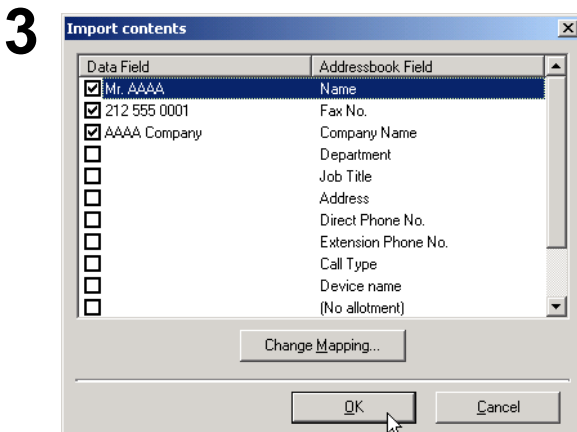 3
Import contents
Data Field Addressbook Field
Mr. AAAA Name
212 555 0001 Fax No.
AAAA Company Company Name
Department
Job Title
Address
Direct Phone No.
Extension Phone No.
Call Type
Device name
(No allotment)
Change Mapping...
OK Cancel